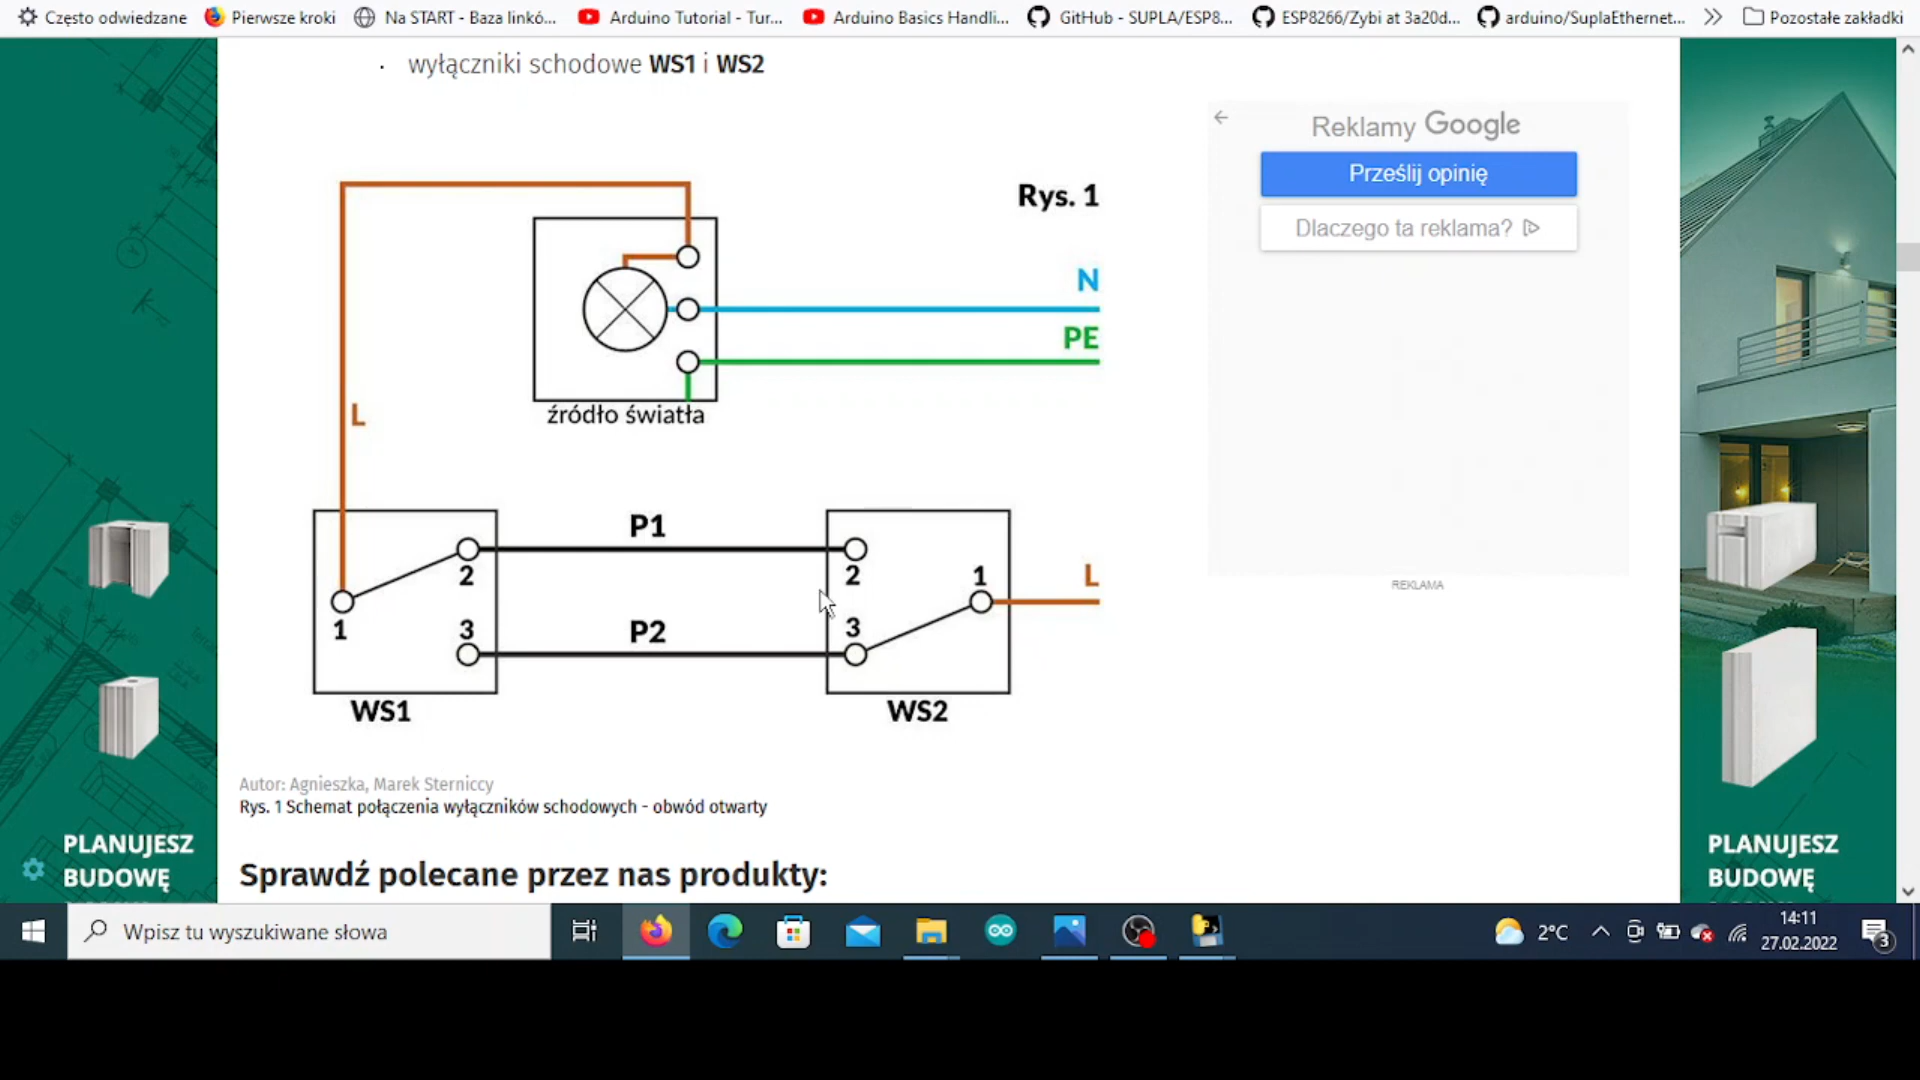 Często odwiedzane
Pierwsze kroki
Na START - Baza linkó...
Arduino Tutorial - Tur...
Arduino Basics Handli...
GitHub - SUPLA/ESP8...
ESP8266/Zybi at 3a20d...
arduino/SuplaEthernet...
Pozostałe zakładki
· wyłączniki schodowe WS1 i WS2
Reklamy Google
Prześlij opinię
Dlaczego ta reklama?
REKLAMA
Rys. 1
N
PE
źródło światła
L
P1
2
2
1
L
1
3
P2
3
WS1
WS2
Autor: Agnieszka, Marek Sterniccy
Rys. 1 Schemat połączenia wyłączników schodowych - obwód otwarty
Sprawdź polecane przez nas produkty:
PLANUJESZ
BUDOWĘ
PLANUJESZ
BUDOWĘ
Wpisz tu wyszukiwane słowa
2°C
14:11
27.02.2022
3